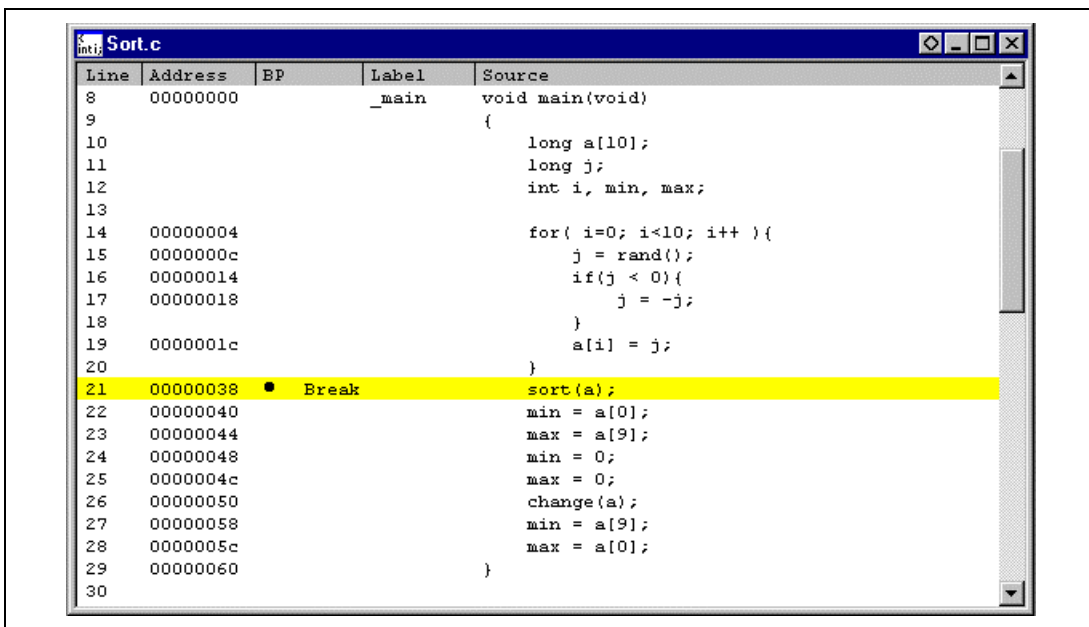 inti; Sort.c
Line Address BP Label Source
8 00000000 _main void main(void)
9 {
10 long a[10];
11 long j;
12 int i, min, max;
13
14 00000004 for( i=0; i<10; i++ ){
15 0000000c j = rand();
16 00000014 if(j < 0){
17 00000018 j = -j;
18 }
19 0000001c a[i] = j;
20 }
21 00000038 ● Break sort(a);
22 00000040 min = a[0];
23 00000044 max = a[9];
24 00000048 min = 0;
25 0000004c max = 0;
26 00000050 change(a);
27 00000058 min = a[9];
28 0000005c max = a[0];
29 00000060 }
30